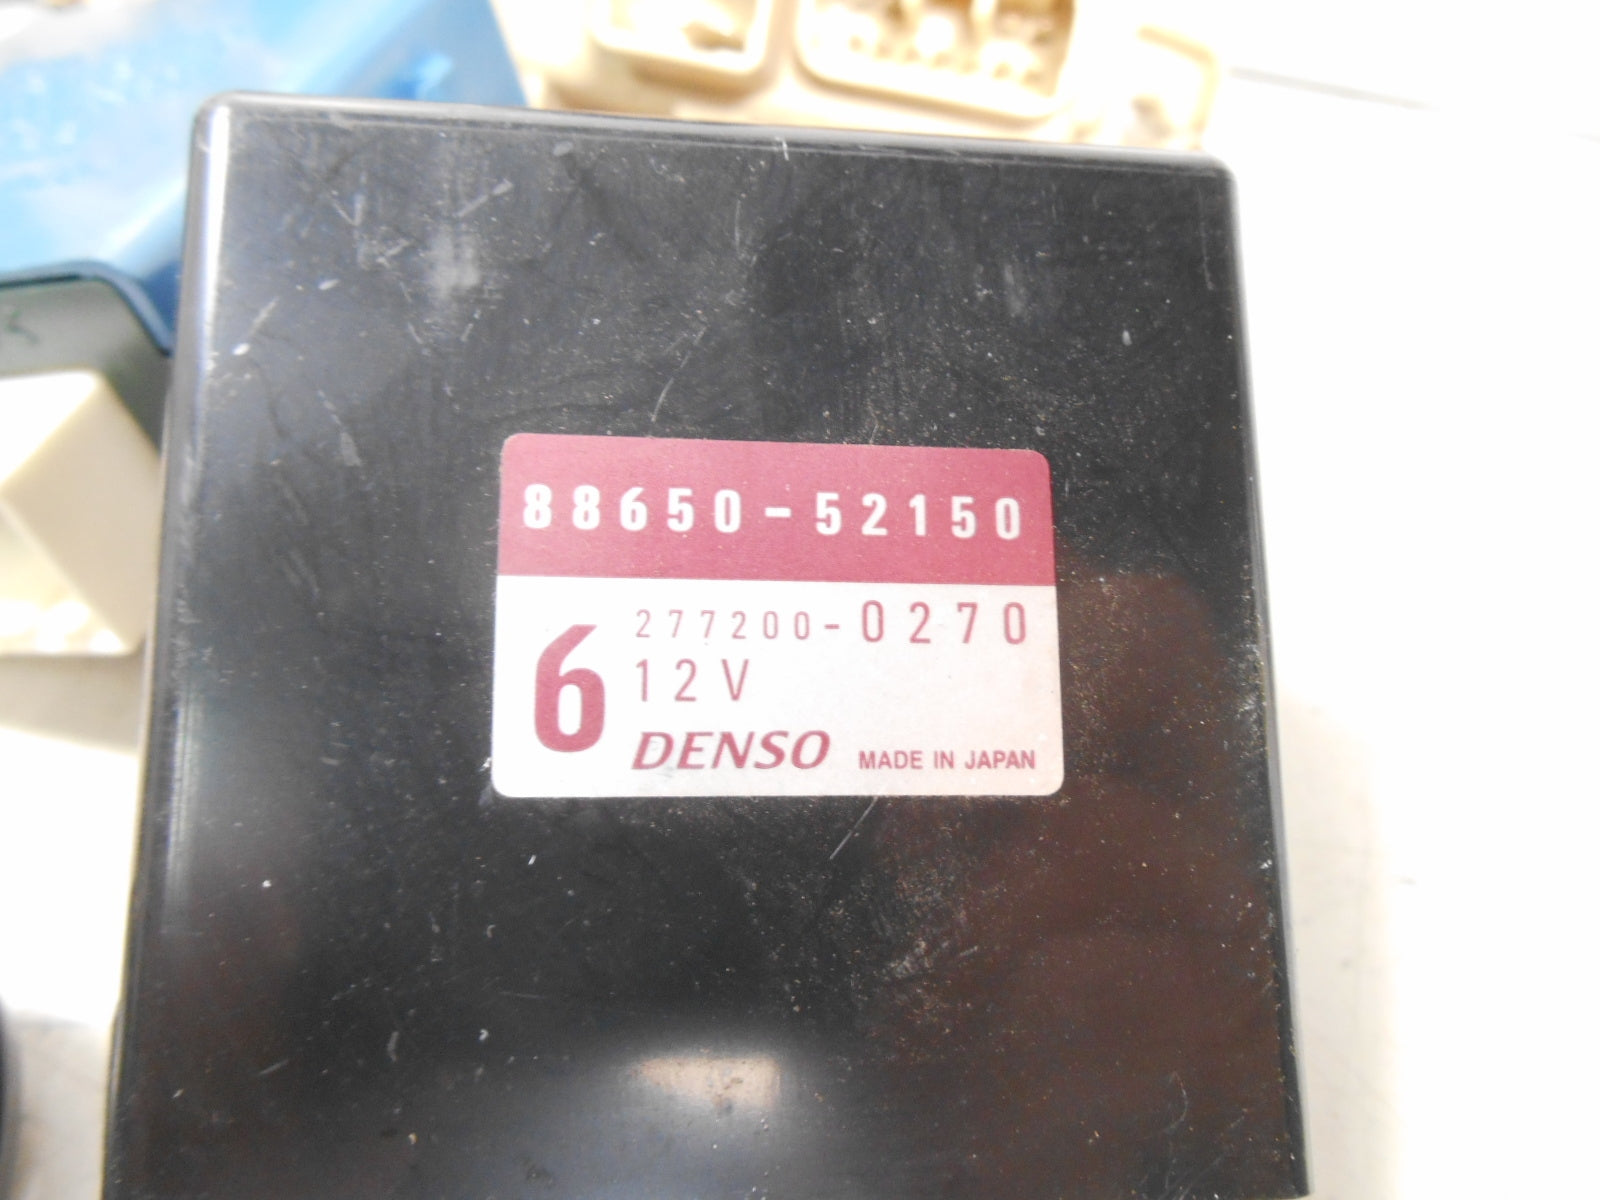 88650-52150
6
277200-0270
12V
DENSO MADE IN JAPAN